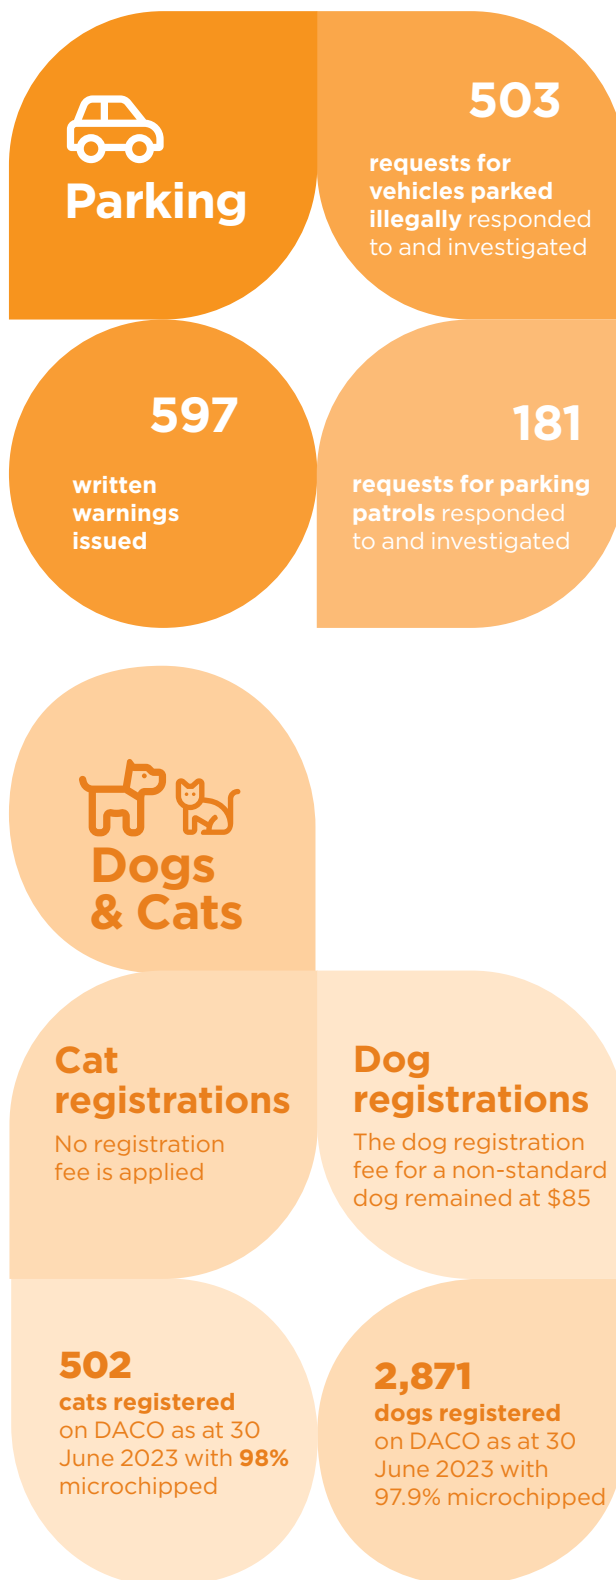 Parking
503
requests for
vehicles parked
illegally responded
to and investigated
597
written
warnings
issued
181
requests for parking
patrols responded
to and investigated
Dogs
& Cats
Cat
registrations
No registration
fee is applied
Dog
registrations
The dog registration
fee for a non-standard
dog remained at $85
502
cats registered
on DACO as at 30
June 2023 with 98%
microchipped
2,871
dogs registered
on DACO as at 30
June 2023 with
97.9% microchipped